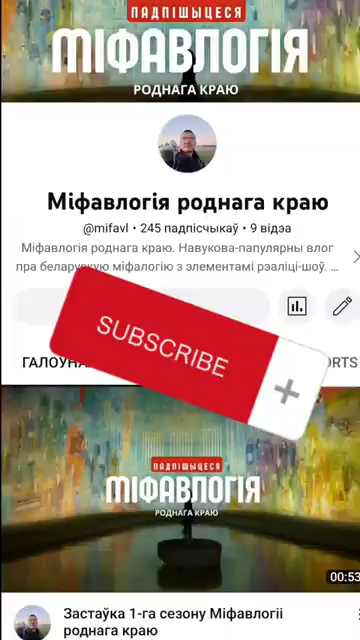 ПАДПІШЫЦЕСЯ
МІФАВЛОГІЯ
РОДНАГА КРАЮ
Міфавлогія роднага краю
@mifavl • 245 падпісчыкаў • 9 відэа
Міфавлогія роднага краю. Навукова-папулярны влог
пра беларускую міфалогію з элементамі рэаліці-шоў. ...
SUBSCRIBE
ПАДПІШЫЦЕСЯ
МІФАВЛОГІЯ
РОДНАГА КРАЮ
00:53
Застаўка 1-га сезону Міфавлогіі
роднага краю